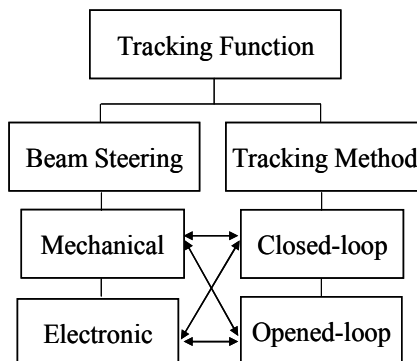 Tracking Function
Beam Steering
Tracking Method
Mechanical
Closed-loop
Electronic
Opened-loop